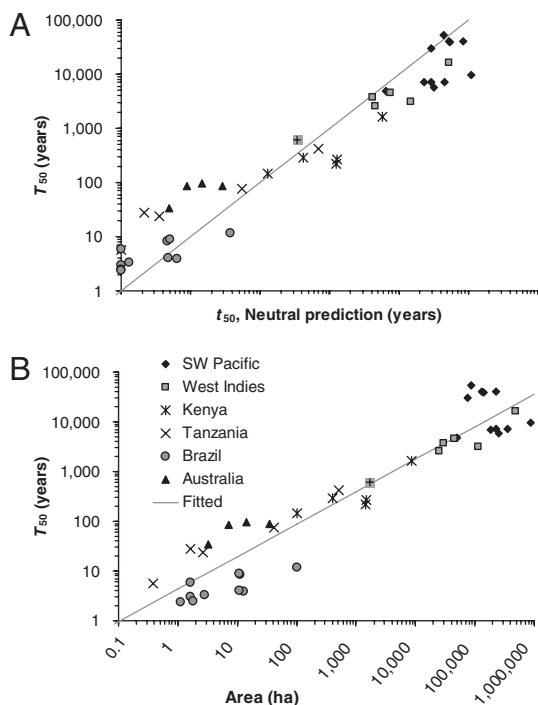 A
100,000
10,000
1,000
100
10
1
T50 (years)
t50, Neutral prediction (years)
B
SW Pacific
West Indies
Kenya
Tanzania
Brazil
Australia
Fitted
100,000
10,000
1,000
100
10
1
T50 (years)
0.1
1
10
100
1,000
10,000
100,000
1,000,000
Area (ha)